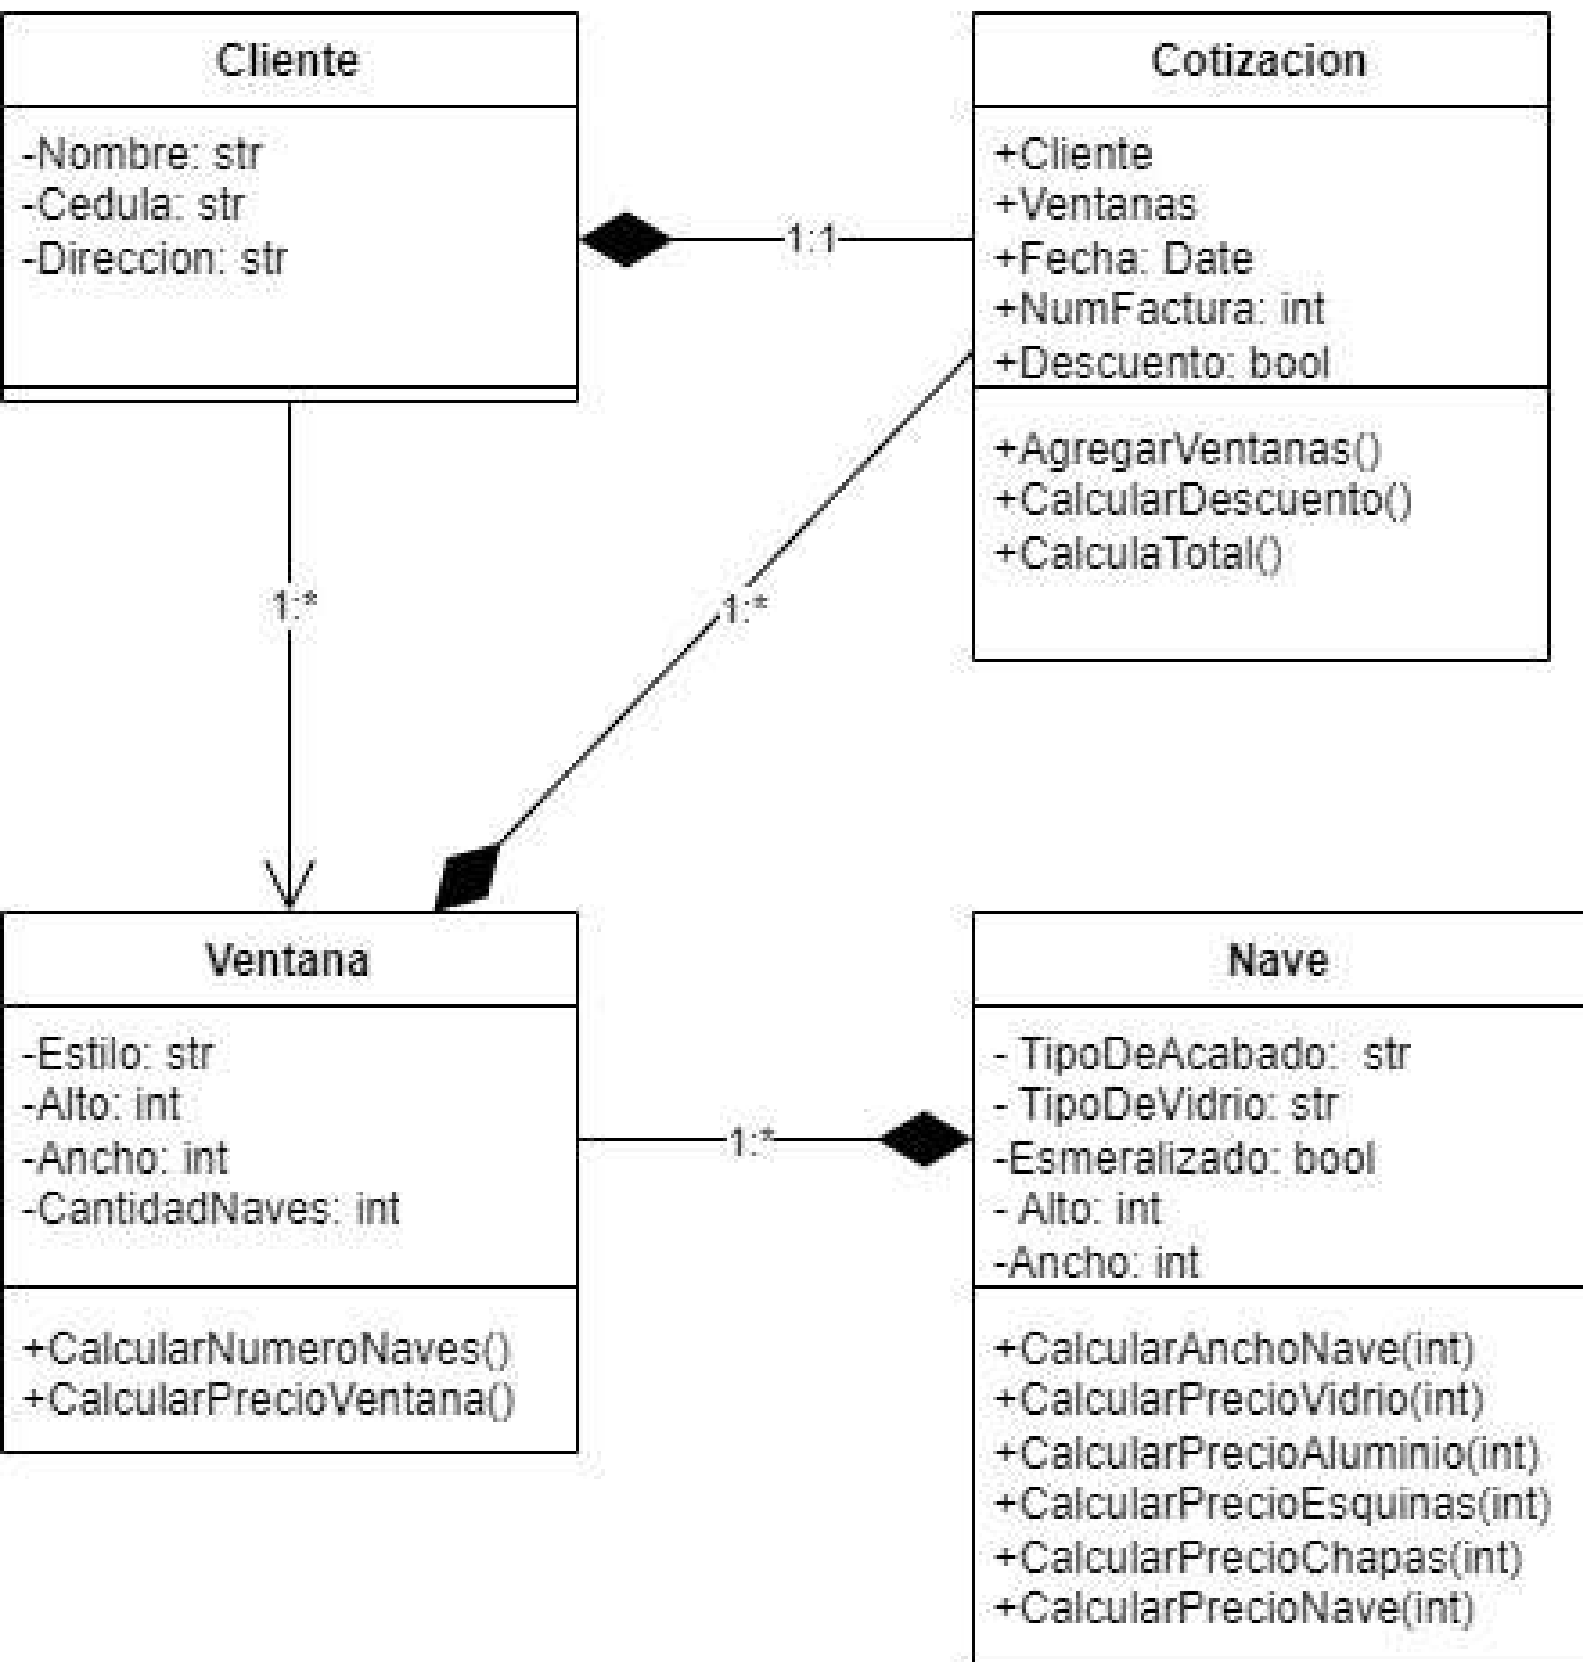 Cliente
-Nombre: str
-Cedula: str
-Direccion: str
1:1
Cotizacion
+Cliente
+Ventanas
+Fecha: Date
+NumFactura: int
+Descuento: bool
+AgregarVentanas()
+CalcularDescuento()
+CalculaTotal()
1:*
1:*
Ventana
-Estilo: str
-Alto: int
-Ancho: int
-CantidadNaves: int
+CalcularNumeroNaves()
+CalcularPrecioVentana()
1:*
Nave
- TipoDeAcabado: str
- TipoDeVidrio: str
-Esmeralizado: bool
- Alto: int
-Ancho: int
+CalcularAnchoNave(int)
+CalcularPrecioVidrio(int)
+CalcularPrecioAluminio(int)
+CalcularPrecioEsquinas(int)
+CalcularPrecioChapas(int)
+CalcularPrecioNave(int)